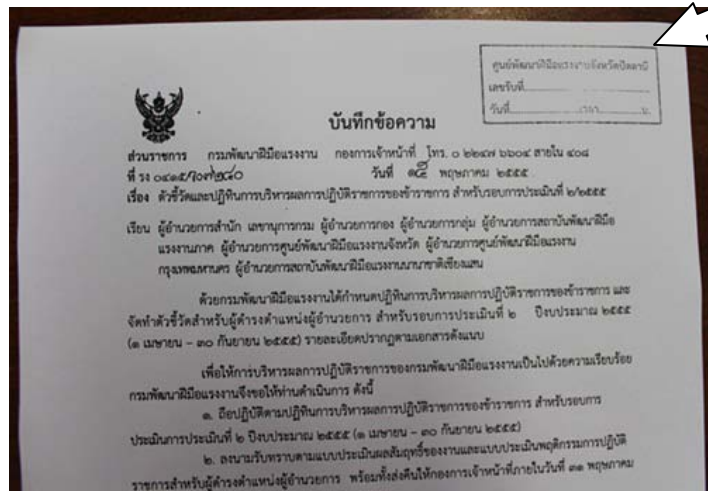 ศูนย์พัฒนาฝีมือแรงงานจังหวัดปัตตานี
เลขรับที่
วันที่ เวลา น.
บันทึกข้อความ
ส่วนราชการ กรมพัฒนาฝีมือแรงงาน กองการเจ้าหน้าที่ โทร. ๐ ๒๒๔๗ ๖๖๐๔ สายใน ๔๐๘
ที่ รง ๐๔๑๕/ วันที่ ๑๕ พฤษภาคม ๒๕๕๕
เรื่อง ตัวชี้วัดและปฏิทินการบริหารผลการปฏิบัติราชการของข้าราชการ สำหรับรอบการประเมินที่ ๒/๒๕๕๕
เรียน ผู้อำนวยการสำนัก เลขานุการกรม ผู้อำนวยการกอง ผู้อำนวยการกลุ่ม ผู้อำนวยการสถาบันพัฒนาฝีมือ
แรงงานภาค ผู้อำนวยการศูนย์พัฒนาฝีมือแรงงานจังหวัด ผู้อำนวยการศูนย์พัฒนาฝีมือแรงงาน
กรุงเทพมหานคร ผู้อำนวยการสถาบันพัฒนาฝีมือแรงงานนานาชาติเชียงแสน
ด้วยกรมพัฒนาฝีมือแรงงานได้กำหนดปฏิทินการบริหารผลการปฏิบัติราชการของข้าราชการ และ
จัดทำตัวชี้วัดสำหรับผู้ดำรงตำแหน่งผู้อำนวยการ สำหรับรอบการประเมินที่ ๒ ปีงบประมาณ ๒๕๕๕
(๑ เมษายน – ๓๐ กันยายน ๒๕๕๕) รายละเอียดปรากฏตามเอกสารดังแนบ
เพื่อให้การบริหารผลการปฏิบัติราชการของกรมพัฒนาฝีมือแรงงานเป็นไปด้วยความเรียบร้อย
กรมพัฒนาฝีมือแรงงานจึงขอให้ท่านดำเนินการ ดังนี้
๑. ถือปฏิบัติตามปฏิทินการบริหารผลการปฏิบัติราชการของข้าราชการ สำหรับรอบการ
ประเมินการประเมินที่ ๒ ปีงบประมาณ ๒๕๕๕ (๑ เมษายน – ๓๐ กันยายน ๒๕๕๕)
๒. ลงนามรับทราบตามแบบประเมินผลสัมฤทธิ์ของงานและแบบประเมินพฤติกรรมการปฏิบัติ
ราชการสำหรับผู้ดำรงตำแหน่งผู้อำนวยการ พร้อมทั้งส่งคืนให้กองการเจ้าหน้าที่ภายในวันที่ ๓๑ พฤษภาคม